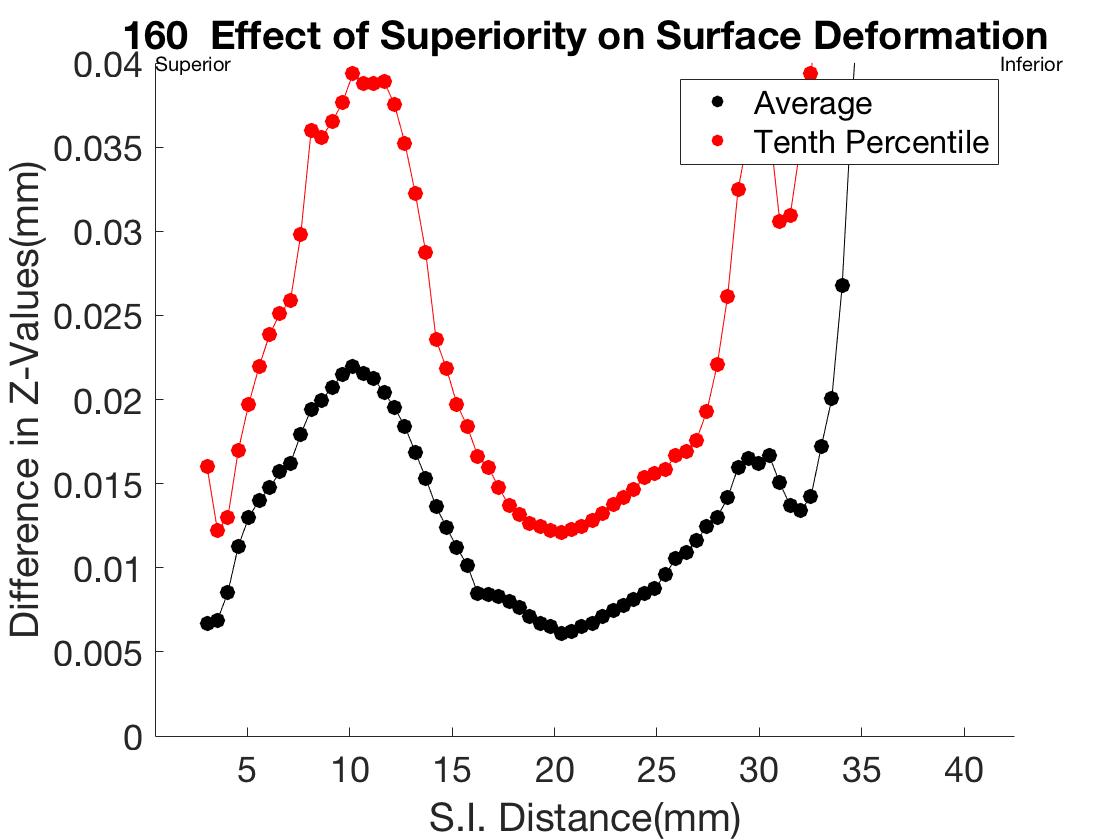 160 Effect of Superiority on Surface Deformation
Superior
Inferior
Average
Tenth Percentile
Difference in Z-Values(mm)
0.04
0.035
0.03
0.025
0.02
0.015
0.01
0.005
0
5 10 15 20 25 30 35 40
S.I. Distance(mm)